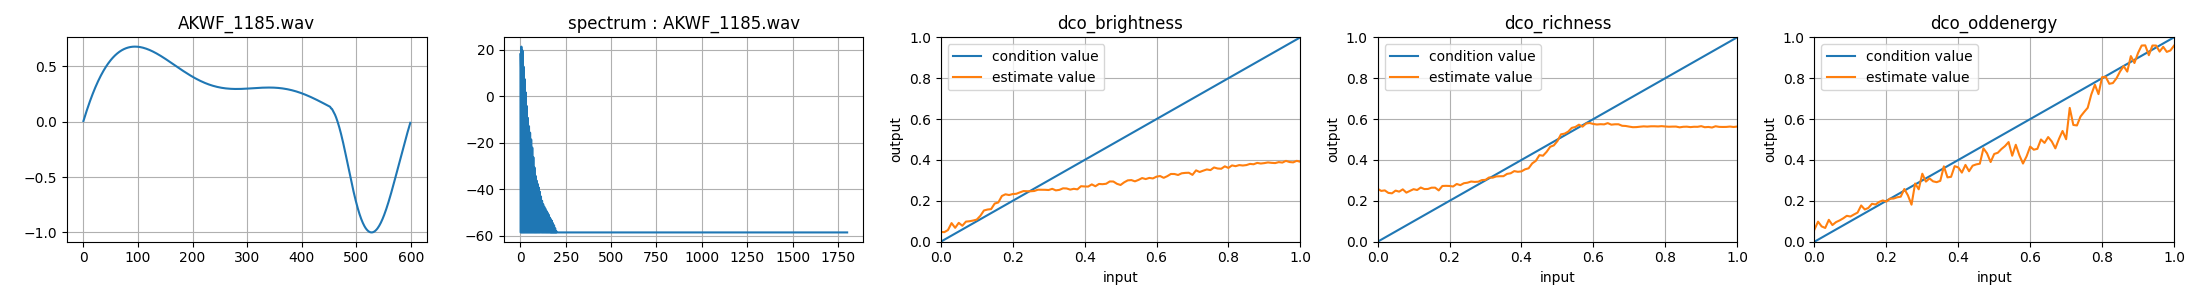 AKWF_1185.wav
0.5
0.0
−0.5
−1.0
0 100 200 300 400 500 600
spectrum : AKWF_1185.wav
20
0
−20
−40
−60
0 250 500 750 1000 1250 1500 1750
dco_brightness
condition value
estimate value
output
1.0
0.8
0.6
0.4
0.2
0.0
0.0 0.2 0.4 0.6 0.8 1.0
input
dco_richness
condition value
estimate value
output
1.0
0.8
0.6
0.4
0.2
0.0
0.0 0.2 0.4 0.6 0.8 1.0
input
dco_oddenergy
condition value
estimate value
output
1.0
0.8
0.6
0.4
0.2
0.0
0.0 0.2 0.4 0.6 0.8 1.0
input